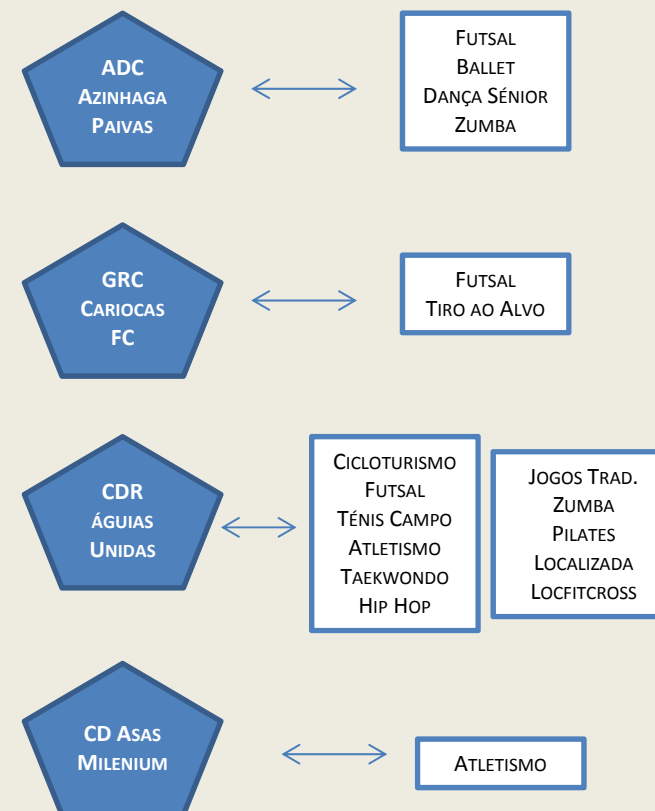 ADC
AZINHAGA
PAIVAS
FUTSAL
BALLET
DANÇA SÉNIOR
ZUMBA
GRC
CARIOCAS
FC
FUTSAL
TIRO AO ALVO
CDR
ÁGUIAS
UNIDAS
CICLOTURISMO
FUTSAL
TÉNIS CAMPO
ATLETISMO
TAEKWONDO
HIP HOP
JOGOS TRAD.
ZUMBA
PILATES
LOCALIZADA
LOCFITCROSS
CD ASAS
MILENIUM
ATLETISMO